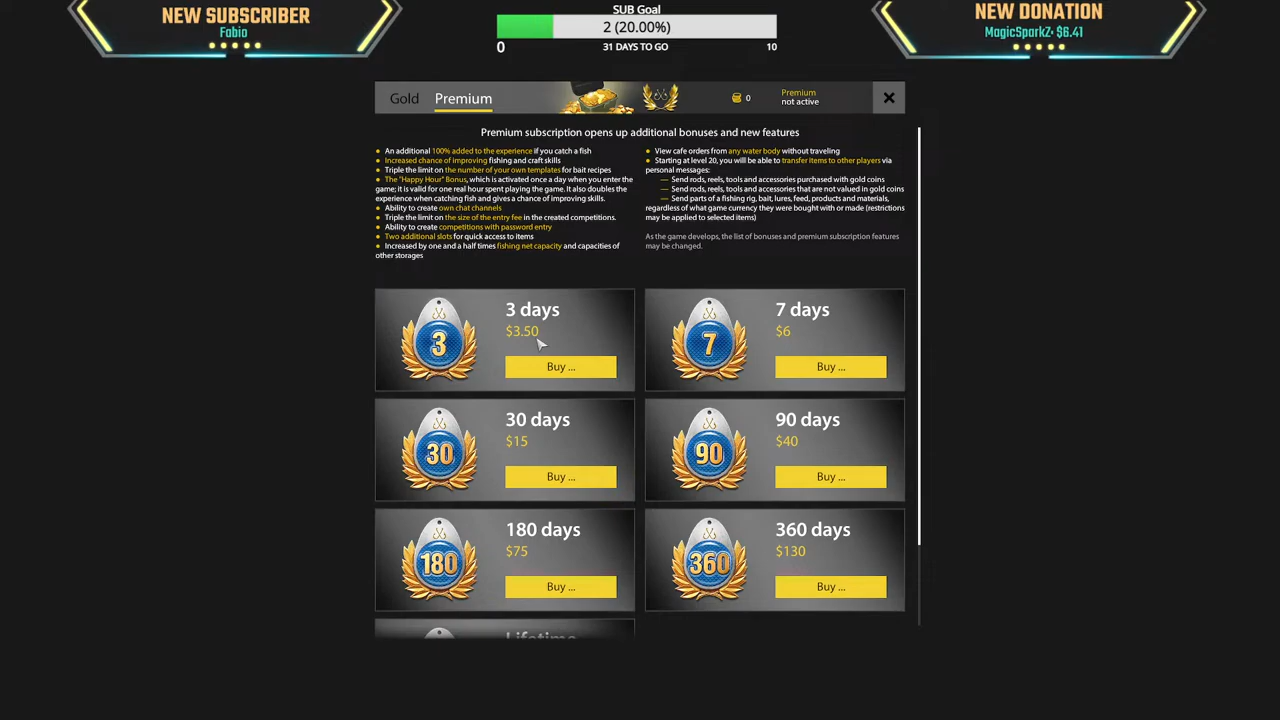 NEW SUBSCRIBER
Fabio
SUB Goal
2 (20.00%)
0
31 DAYS TO GO
10
NEW DONATION
MagicSparkZ• $6.41
Gold
Premium
0
Premium
not active
Premium subscription opens up additional bonuses and new features
• An additional 100% added to the experience if you catch a fish
• Increased chance of improving fishing and craft skills
• Triple the limit on the number of your own templates for bait recipes
• The "Happy Hour" Bonus, which is activated once a day when you enter the
game; it is valid for one real hour spent playing the game. It also doubles the
experience when catching fish and gives a chance of improving skills.
• Ability to create own chat channels
• Triple the limit on the size of the entry fee in the created competitions.
• Ability to create competitions with password entry
• Two additional slots for quick access to items
• Increased by one and a half times fishing net capacity and capacities of
other storages
• View cafe orders from any water body without traveling
• Starting at level 20, you will be able to transfer items to other players via
personal messages:
— Send rods, reels, tools and accessories purchased with gold coins
— Send rods, reels, tools and accessories that are not valued in gold coins
— Send parts of a fishing rig, bait, lures, feed, products and materials,
regardless of what game currency they were bought with or made (restrictions
may be applied to selected items)
As the game develops, the list of bonuses and premium subscription features
may be changed.
3
3 days
$3.50
Buy ...
7
7 days
$6
Buy ...
30
30 days
$15
Buy ...
90
90 days
$40
Buy ...
180
180 days
$75
Buy ...
360
360 days
$130
Buy ...
Lifetime